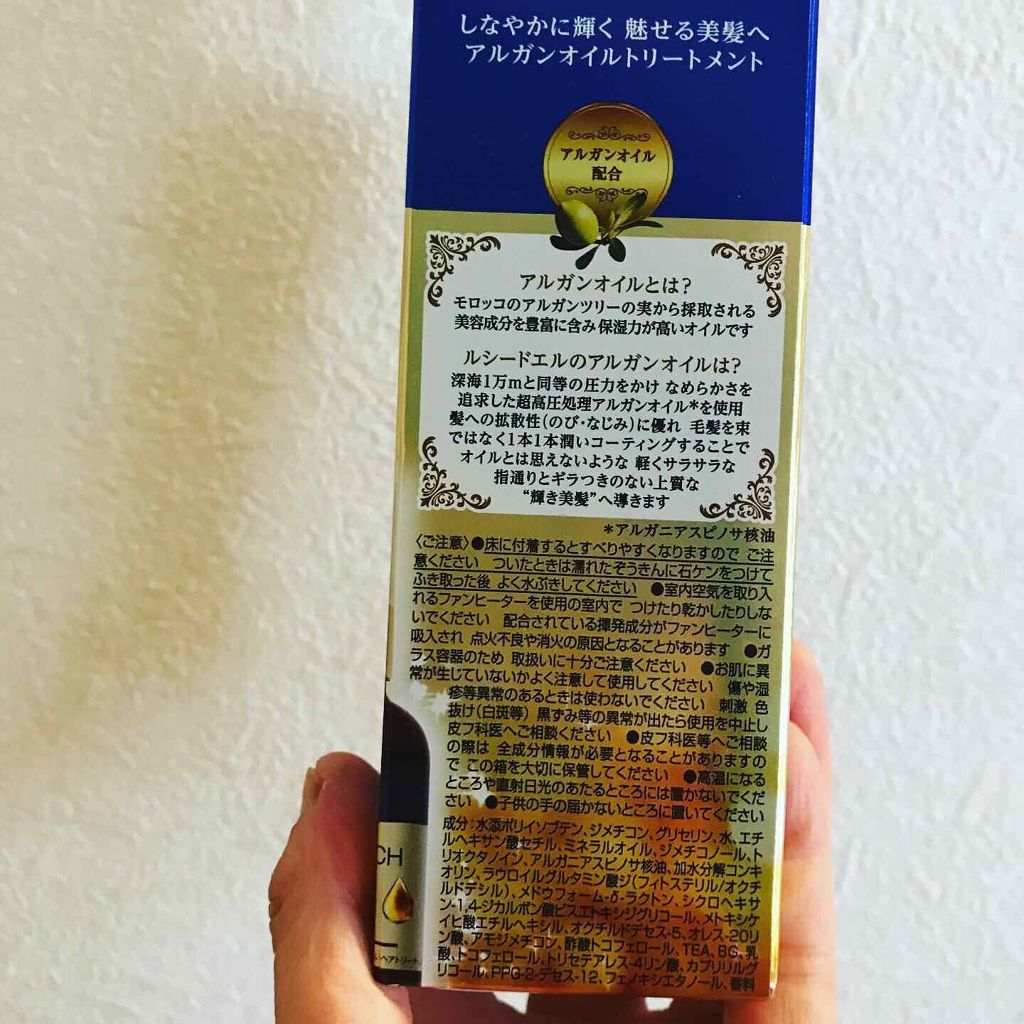 しなやかに輝く 魅せる美髪へ
アルガンオイルトリートメント
アルガンオイル
配合
アルガンオイルとは?
モロッコのアルガンツリーの実から採取される
美容成分を豊富に含み 保湿力が高いオイルです
ルシードエルのアルガンオイルは?
深海1万mと同等の圧力をかけ なめらかさを
追求した超高圧処理アルガンオイル*を使用
髪への拡散性(のび・なじみ)に優れ 毛髪を束
ではなく1本1本潤いコーティングすることで
オイルとは思えないような 軽くサラサラな
指通りとギラつきのない上質な
“輝き美髪”へ導きます
*アルガニアスピノサ核油
〈ご注意〉●床に付着するとすべりやすくなりますので ご注
意ください ついたときは濡れたぞうきんに石ケンをつけて
ふき取った後 よく水ぶきしてください ●室内空気を取り入
れるファンヒーターを使用の室内で つけたり乾かしたりしな
いでください 配合されている揮発成分がファンヒーターに
吸入され 点火不良や消火の原因となることがあります ●ガ
ラス容器のため 取扱いに十分ご注意ください ●お肌に異
常が生じていないかよく注意して使用してください 傷や湿
疹等異常のあるときは使わないでください 刺激 色
抜け(白斑等) 黒ずみ等の異常が出たら使用を中止し
皮フ科医へご相談ください ●皮フ科医等へご相談
の際は 全成分情報が必要となることがありますの
で この箱を大切に保管してください ●高温になる
ところや直射日光のあたるところには置かないでくだ
さい ●子供の手の届かないところに置いてください
成分:水添ポリイソブテン、ジメチコン、グリセリン、水、エチ
ルヘキサン酸セチル、ミネラルオイル、ジメチコノール、ト
リオクタノイン、アルガニアスピノサ核油、加水分解コンキ
オリン、ラウロイルグルタミン酸ジ(フィトステリル/オクチ
ルドデシル)、メドウフォーム-δ-ラクトン、シクロヘキサ
ン-1,4-ジカルボン酸ビスエトキシジグリコール、メトキシケ
イヒ酸エチルヘキシル、オクチルドデセス-5、オレス-20リ
ン酸、アモジメチコン、酢酸トコフェロール、TEA、BG、乳
酸、トコフェロール、トリセテアレス-4リン酸、カプリリルグ
リコール、PPG-2-デセス-12、フェノキシエタノール、香料
CH
ヘアトリート